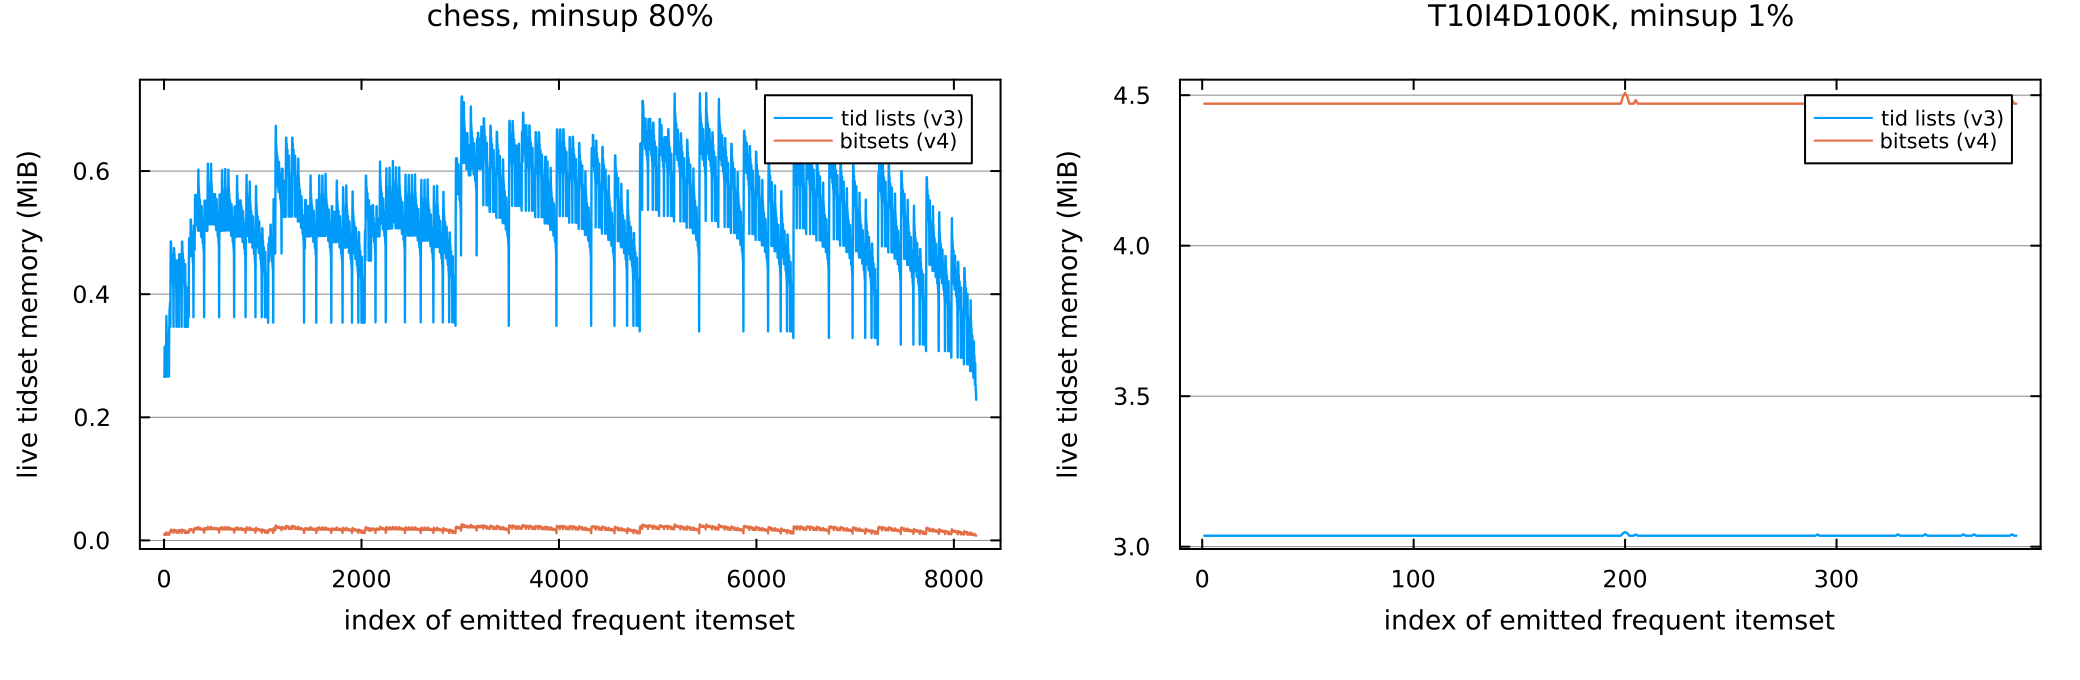 chess, minsup 80%
live tidset memory (MiB)
0.6
0.4
0.2
0.0
tid lists (v3)
bitsets (v4)
0 2000 4000 6000 8000
index of emitted frequent itemset
T10I4D100K, minsup 1%
live tidset memory (MiB)
4.5
4.0
3.5
3.0
tid lists (v3)
bitsets (v4)
0 100 200 300
index of emitted frequent itemset